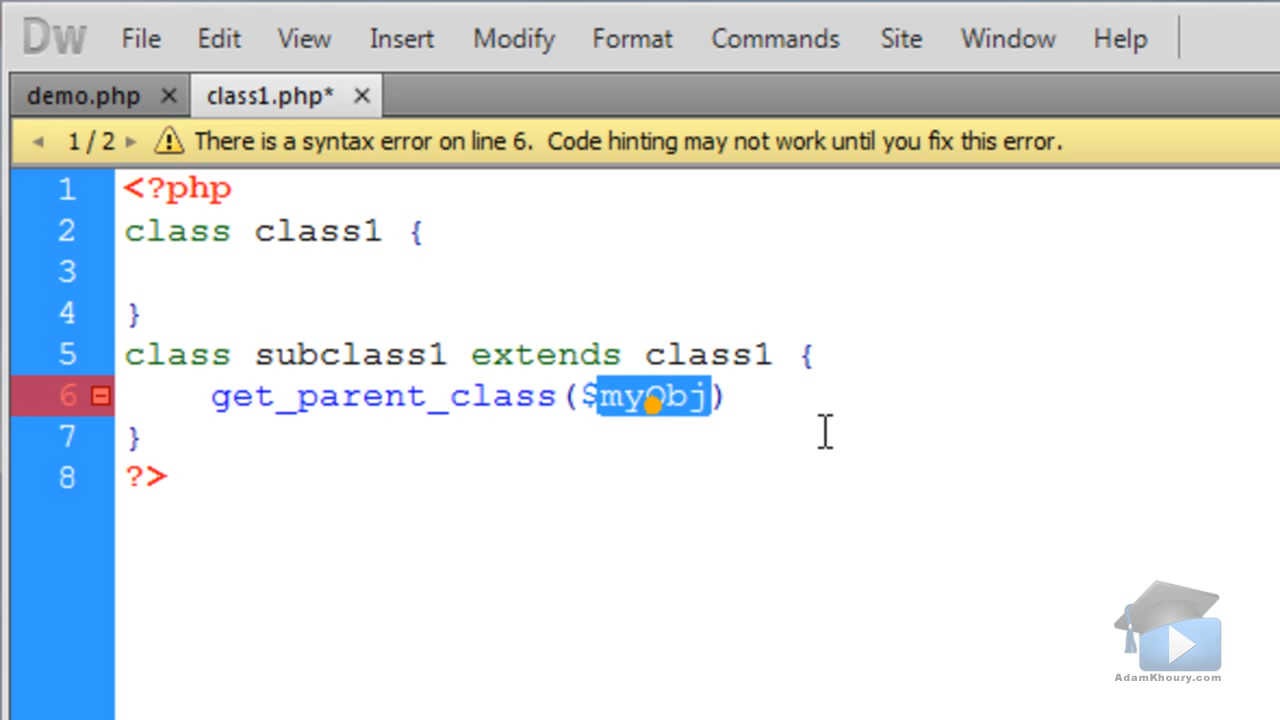 Dw File Edit View Insert Modify Format Commands Site Window Help
demo.php × class1.php* ×
1 / 2 There is a syntax error on line 6. Code hinting may not work until you fix this error.
1 <?php
2 class class1 {
3
4 }
5 class subclass1 extends class1 {
6 get_parent_class($myObj)
7 }
8 ?>
AdamKhoury.com